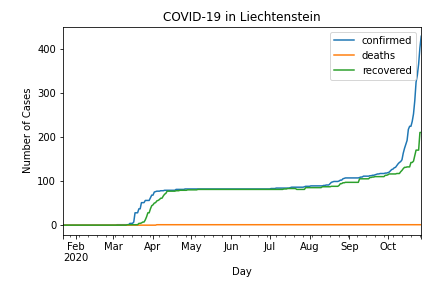 COVID-19 in Liechtenstein
confirmed
deaths
recovered
Number of Cases
400
300
200
100
0
Feb Mar Apr May Jun Jul Aug Sep Oct
2020
Day